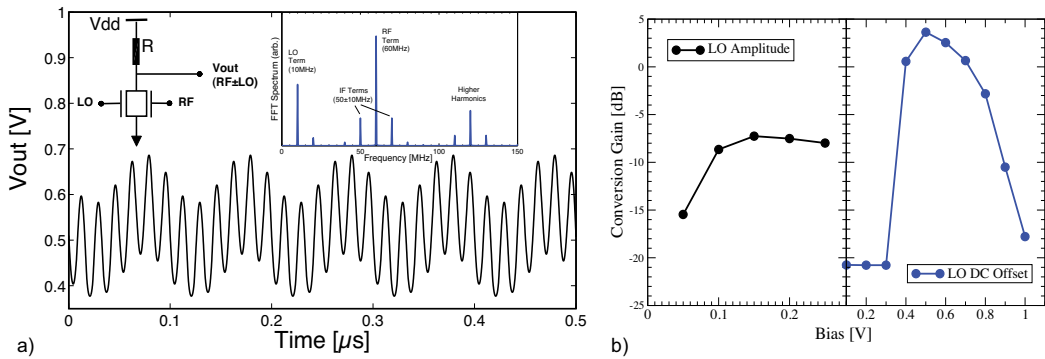 a)
Vout [V]
1
0.9
0.8
0.7
0.6
0.5
0.4
0
0.1
0.2
0.3
0.4
0.5
Time [μs]
Vdd
R
Vout
(RF±LO)
LO
RF
FFT Spectrum (arb.)
LO
Term
(10MHz)
RF
Term
(60MHz)
IF Terms
(50±10MHz)
Higher
Harmonics
0
50
100
150
Frequency [MHz]
b)
Conversion Gain [dB]
5
0
-5
-10
-15
-20
-25
LO Amplitude
LO DC Offset
0
0.1
0.2
0.2
0.4
0.6
0.8
1.0
Bias [V]